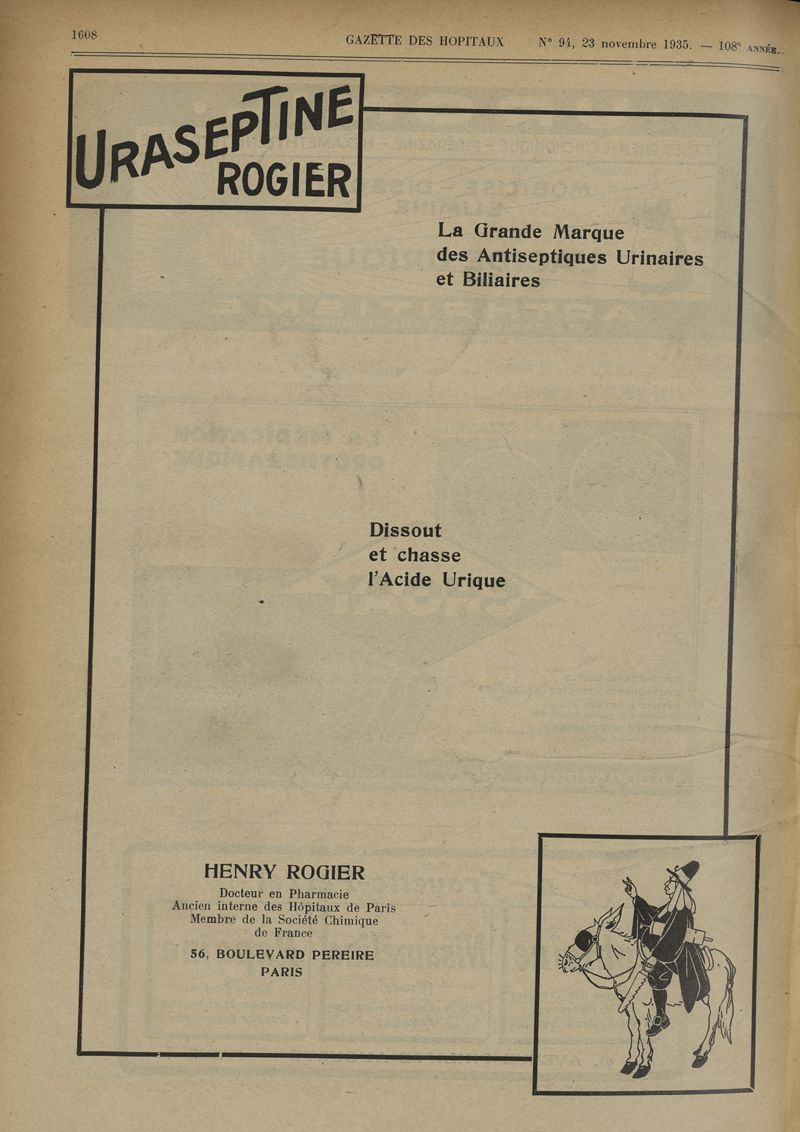 1608
GAZETTE DES HOPITAUX N° 94, 23 novembre 1935. — 108e ANNÉE.
URASEPTINE
ROGIER
La Grande Marque
des Antiseptiques Urinaires
et Biliaires
Dissout
et chasse
l'Acide Urique
HENRY ROGIER
Docteur en Pharmacie
Ancien interne des Hôpitaux de Paris
Membre de la Société Chimique
de France
56, BOULEVARD PEREIRE
PARIS